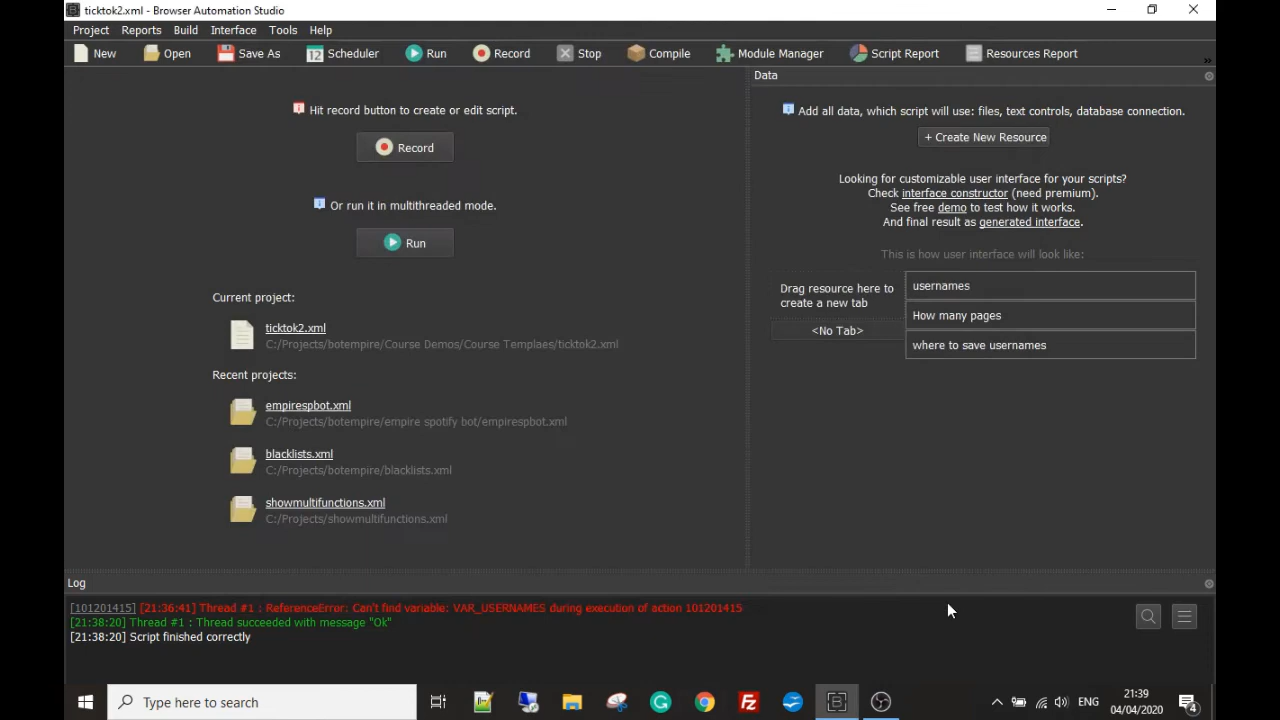 ticktok2.xml - Browser Automation Studio
Project Reports Build Interface Tools Help
New Open Save As Scheduler Run Record Stop Compile Module Manager Script Report Resources Report »
Hit record button to create or edit script.
Record
Or run it in multithreaded mode.
Run
Current project:
ticktok2.xml
C:/Projects/botempire/Course Demos/Course Templaes/ticktok2.xml
Recent projects:
empirespbot.xml
C:/Projects/botempire/empire spotify bot/empirespbot.xml
blacklists.xml
C:/Projects/botempire/blacklists.xml
showmultifunctions.xml
C:/Projects/showmultifunctions.xml
Data
Add all data, which script will use: files, text controls, database connection.
+ Create New Resource
Looking for customizable user interface for your scripts?
Check interface constructor (need premium).
See free demo to test how it works.
And final result as generated interface.
This is how user interface will look like:
Drag resource here to
create a new tab
<No Tab>
usernames
How many pages
where to save usernames
Log
[101201415] [21:36:41] Thread #1 : ReferenceError: Can't find variable: VAR_USERNAMES during execution of action 101201415
[21:38:20] Thread #1 : Thread succeeded with message "Ok"
[21:38:20] Script finished correctly
Type here to search
ENG
21:39
04/04/2020
4